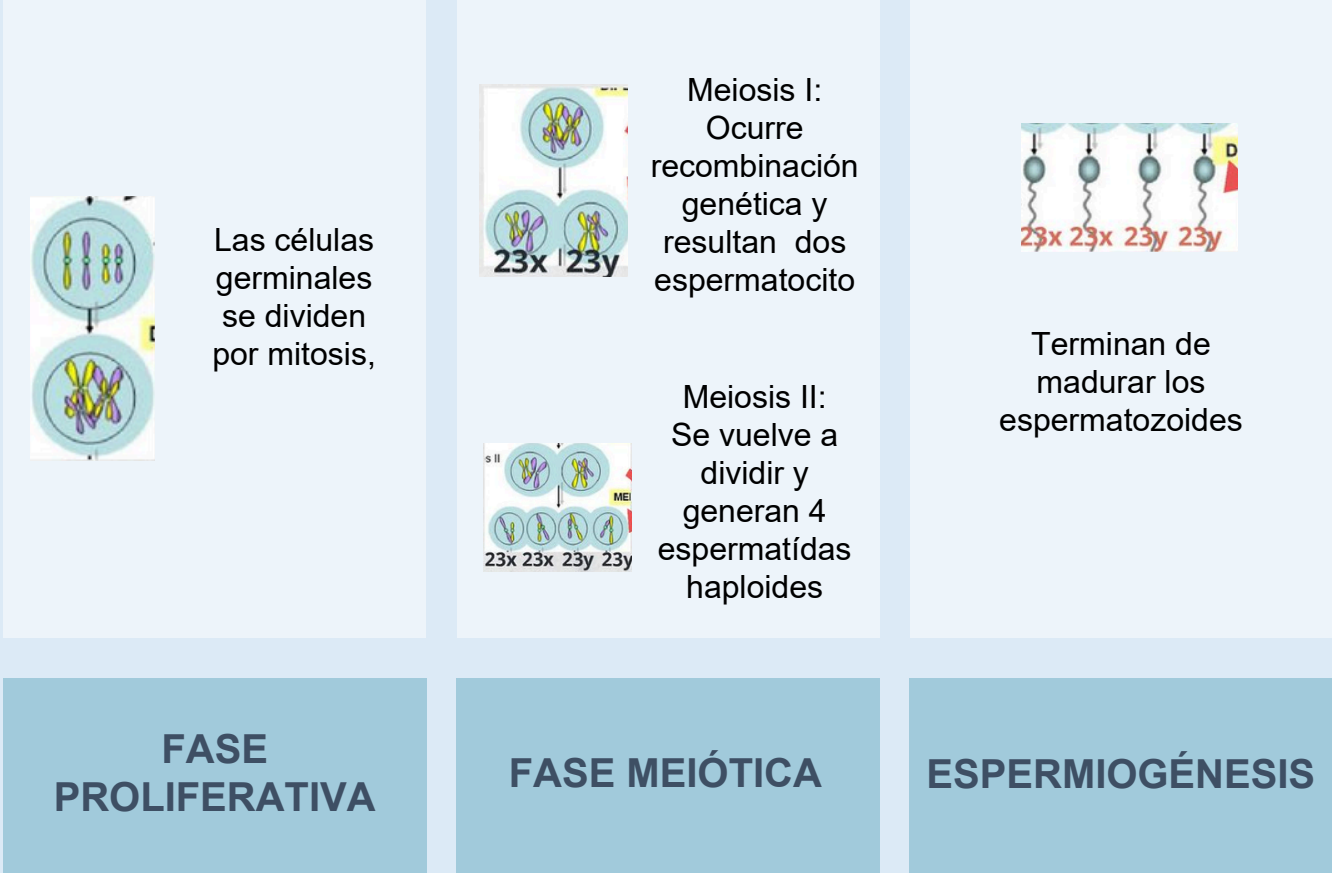 Las células
germinales
se dividen
por mitosis,
Meiosis I:
Ocurre
recombinación
genética y
resultan dos
espermatocito
23x
23y
Meiosis II:
Se vuelve a
dividir y
generan 4
espermatídas
haploides
s II
23x 23x 23y 23y
23x 23x 23y 23y
Terminan de
madurar los
espermatozoides
FASE
PROLIFERATIVA
FASE MEIÓTICA
ESPERMIOGÉNESIS